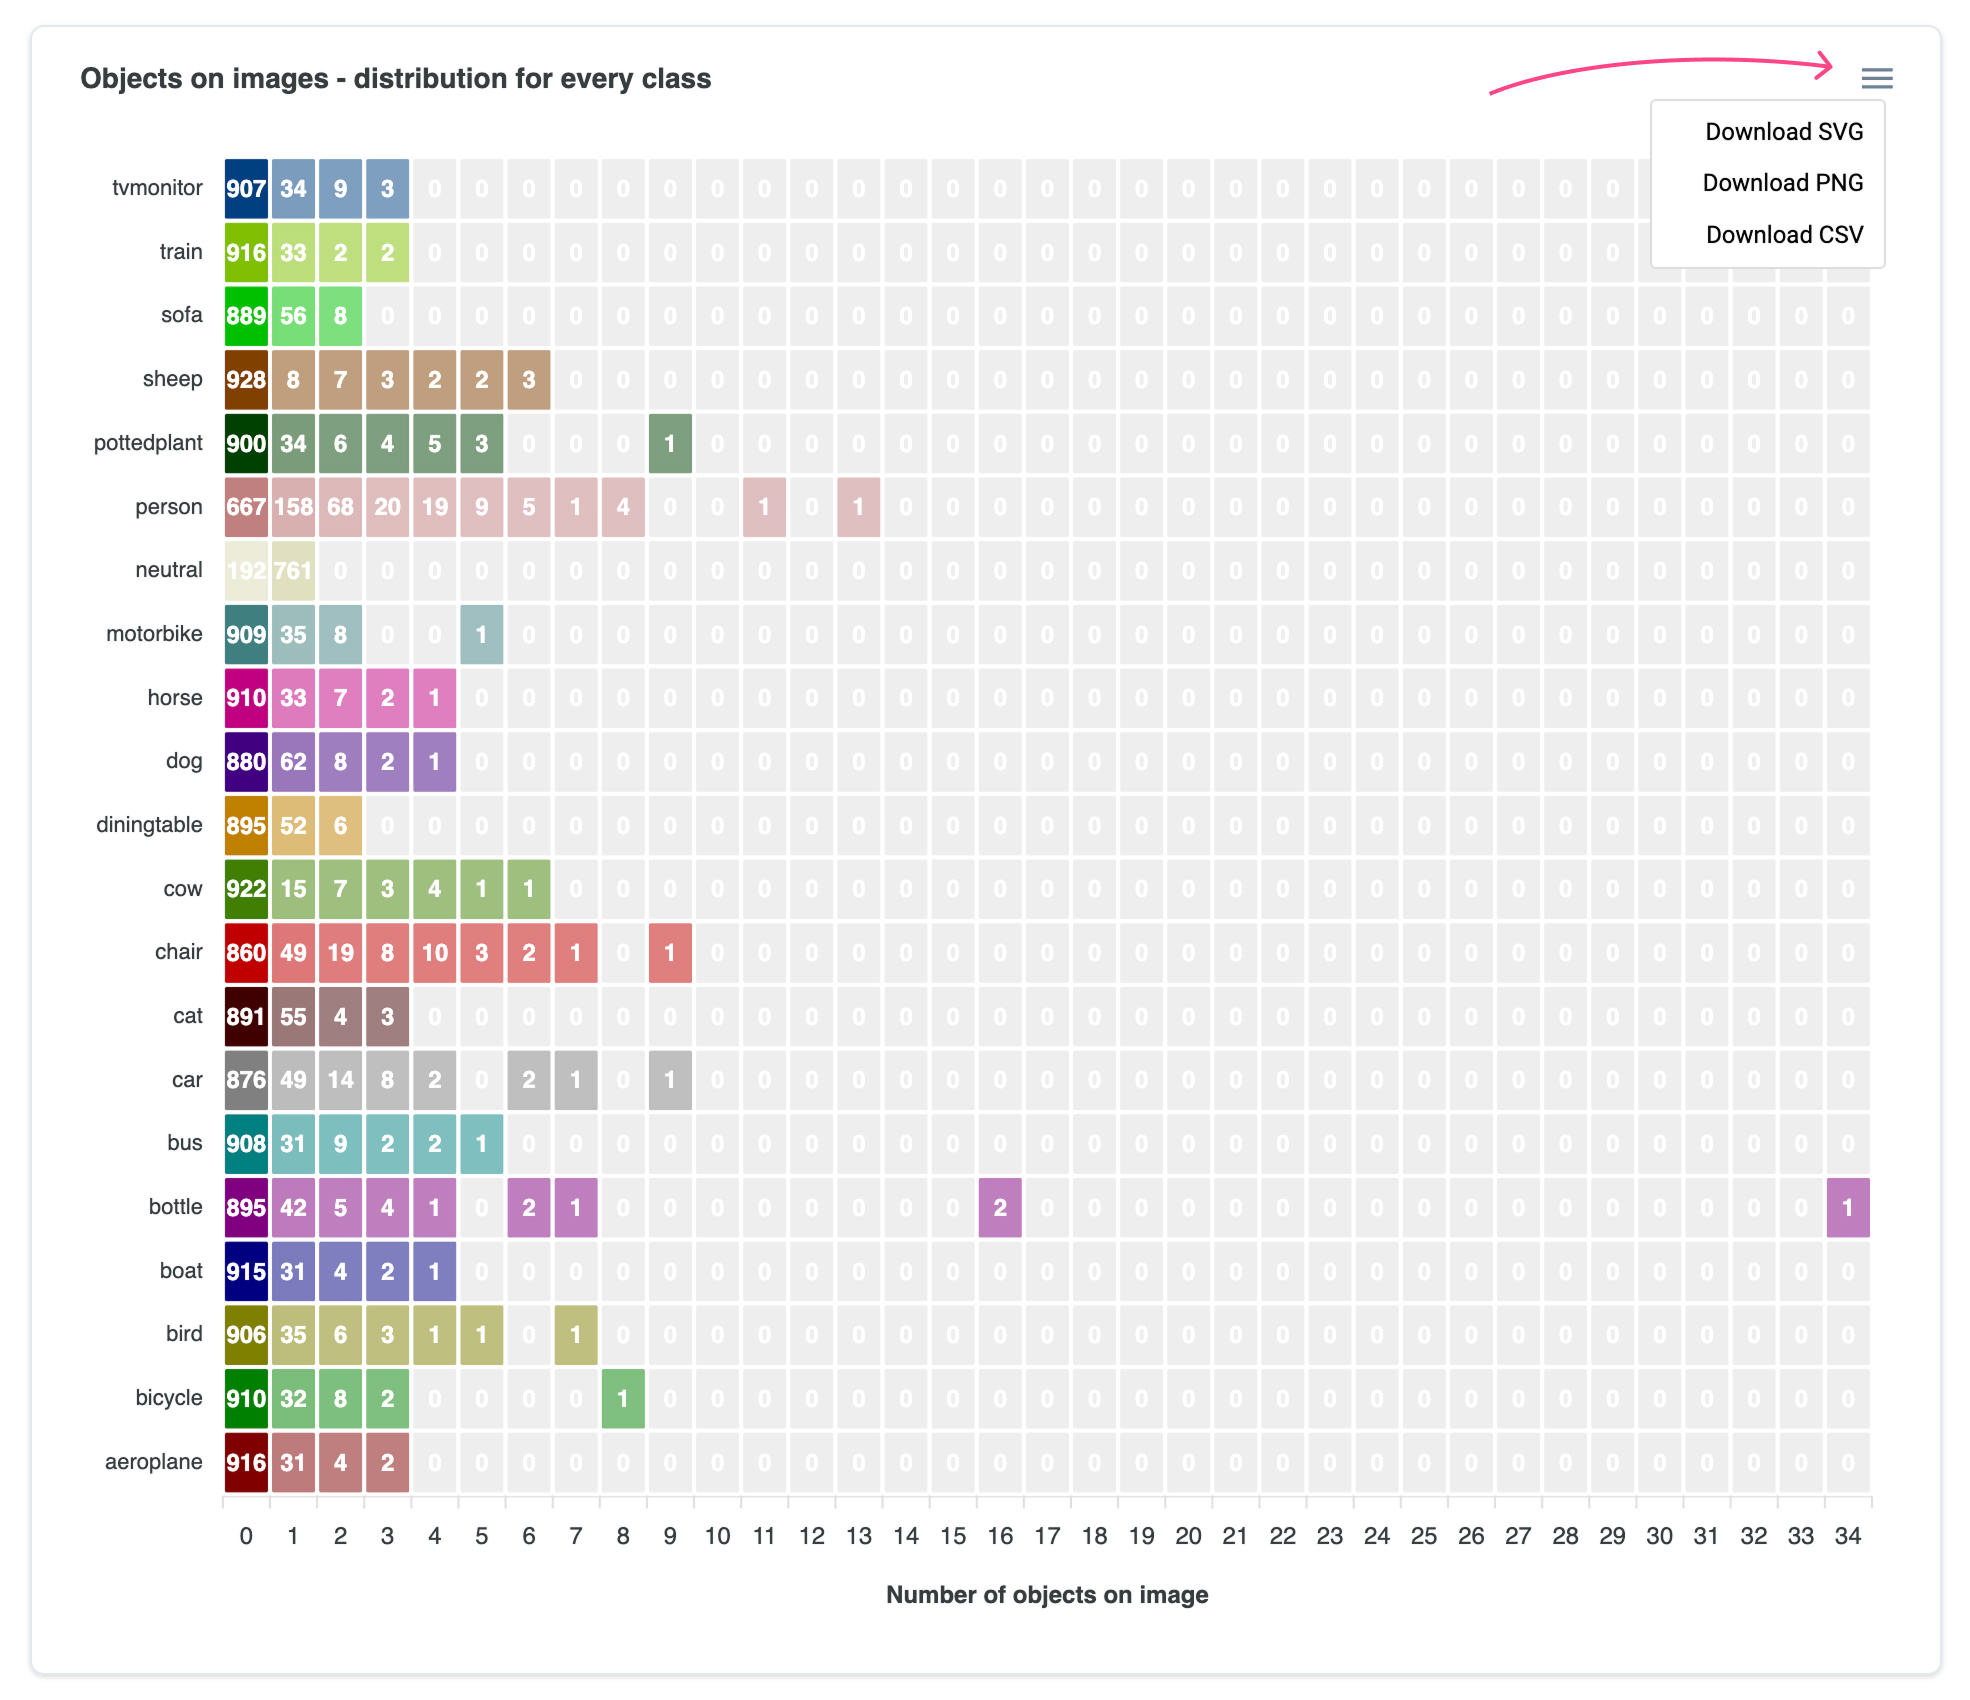 Objects on images - distribution for every class
Download SVG
Download PNG
Download CSV
tvmonitor 907 34 9 3 0 0 0 0 0 0 0 0 0 0 0 0 0 0 0 0 0 0 0 0 0 0 0 0 0 0
train 916 33 2 2 0 0 0 0 0 0 0 0 0 0 0 0 0 0 0 0 0 0 0 0 0 0 0 0 0 0
sofa 889 56 8 0 0 0 0 0 0 0 0 0 0 0 0 0 0 0 0 0 0 0 0 0 0 0 0 0 0 0 0 0 0 0 0
sheep 928 8 7 3 2 2 3 0 0 0 0 0 0 0 0 0 0 0 0 0 0 0 0 0 0 0 0 0 0 0 0 0 0 0 0
pottedplant 900 34 6 4 5 3 0 0 0 1 0 0 0 0 0 0 0 0 0 0 0 0 0 0 0 0 0 0 0 0 0 0 0 0 0
person 667 158 68 20 19 9 5 1 4 0 0 1 0 1 0 0 0 0 0 0 0 0 0 0 0 0 0 0 0 0 0 0 0 0 0
neutral 192 761 0 0 0 0 0 0 0 0 0 0 0 0 0 0 0 0 0 0 0 0 0 0 0 0 0 0 0 0 0 0 0 0 0
motorbike 909 35 8 0 0 1 0 0 0 0 0 0 0 0 0 0 0 0 0 0 0 0 0 0 0 0 0 0 0 0 0 0 0 0 0
horse 910 33 7 2 1 0 0 0 0 0 0 0 0 0 0 0 0 0 0 0 0 0 0 0 0 0 0 0 0 0 0 0 0 0 0
dog 880 62 8 2 1 0 0 0 0 0 0 0 0 0 0 0 0 0 0 0 0 0 0 0 0 0 0 0 0 0 0 0 0 0 0
diningtable 895 52 6 0 0 0 0 0 0 0 0 0 0 0 0 0 0 0 0 0 0 0 0 0 0 0 0 0 0 0 0 0 0 0 0
cow 922 15 7 3 4 1 1 0 0 0 0 0 0 0 0 0 0 0 0 0 0 0 0 0 0 0 0 0 0 0 0 0 0 0 0
chair 860 49 19 8 10 3 2 1 0 1 0 0 0 0 0 0 0 0 0 0 0 0 0 0 0 0 0 0 0 0 0 0 0 0 0
cat 891 55 4 3 0 0 0 0 0 0 0 0 0 0 0 0 0 0 0 0 0 0 0 0 0 0 0 0 0 0 0 0 0 0 0
car 876 49 14 8 2 0 2 1 0 1 0 0 0 0 0 0 0 0 0 0 0 0 0 0 0 0 0 0 0 0 0 0 0 0 0
bus 908 31 9 2 2 1 0 0 0 0 0 0 0 0 0 0 0 0 0 0 0 0 0 0 0 0 0 0 0 0 0 0 0 0 0
bottle 895 42 5 4 1 0 2 1 0 0 0 0 0 0 0 0 2 0 0 0 0 0 0 0 0 0 0 0 0 0 0 0 0 0 1
boat 915 31 4 2 1 0 0 0 0 0 0 0 0 0 0 0 0 0 0 0 0 0 0 0 0 0 0 0 0 0 0 0 0 0 0
bird 906 35 6 3 1 1 0 1 0 0 0 0 0 0 0 0 0 0 0 0 0 0 0 0 0 0 0 0 0 0 0 0 0 0 0
bicycle 910 32 8 2 0 0 0 0 1 0 0 0 0 0 0 0 0 0 0 0 0 0 0 0 0 0 0 0 0 0 0 0 0 0 0
aeroplane 916 31 4 2 0 0 0 0 0 0 0 0 0 0 0 0 0 0 0 0 0 0 0 0 0 0 0 0 0 0 0 0 0 0 0
0 1 2 3 4 5 6 7 8 9 10 11 12 13 14 15 16 17 18 19 20 21 22 23 24 25 26 27 28 29 30 31 32 33 34
Number of objects on image